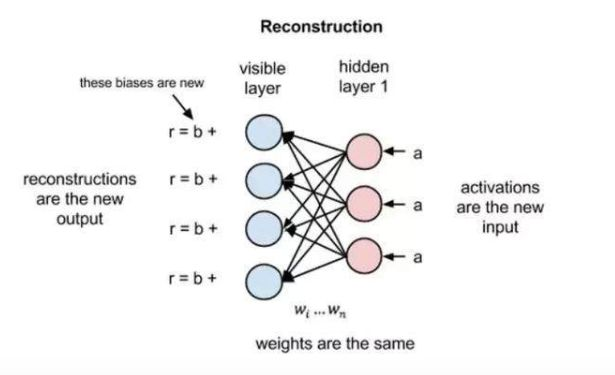 Reconstruction
visible
layer
hidden
layer 1
these biases are new
r = b +
r = b +
r = b +
r = b +
reconstructions
are the new
output
a
a
a
activations
are the new
input
wᵢ ... wₙ
weights are the same